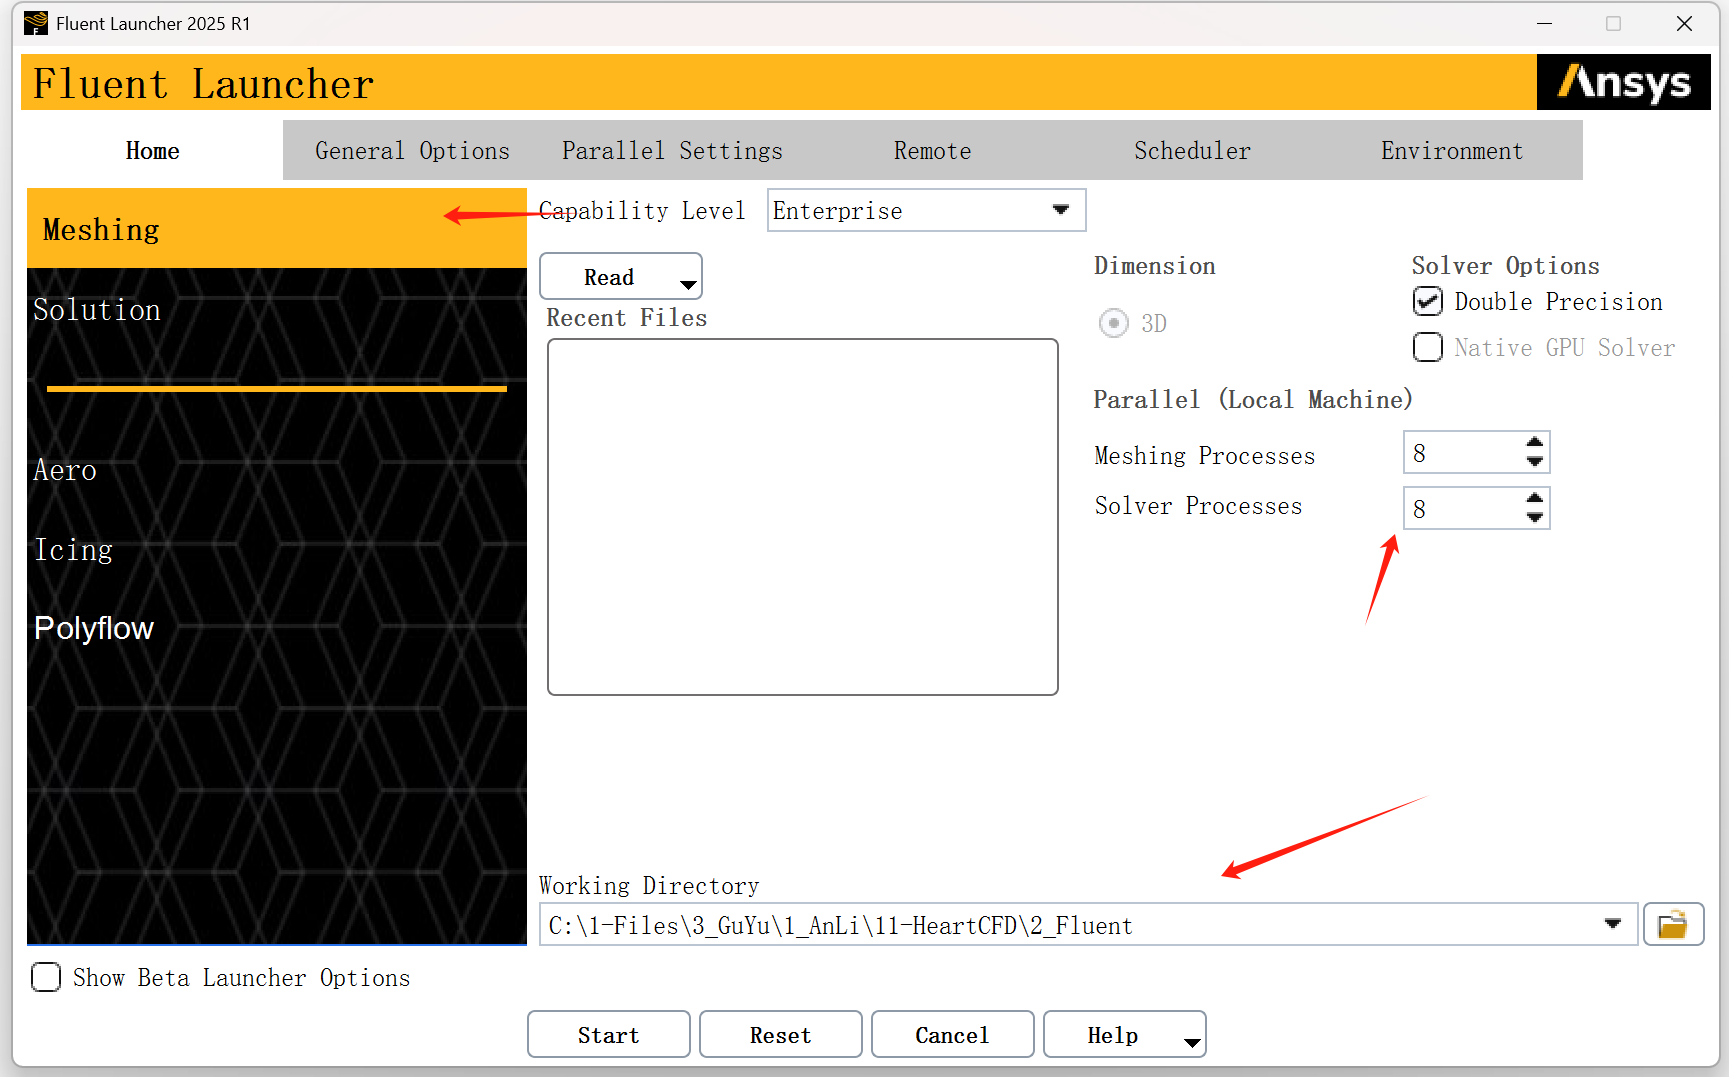 Fluent Launcher 2025 R1
Fluent Launcher
Ansys
Home
General Options
Parallel Settings
Remote
Scheduler
Environment
Meshing
Solution
Aero
Icing
Polyflow
Capability Level
Enterprise
Read
Recent Files
Dimension
3D
Solver Options
Double Precision
Native GPU Solver
Parallel (Local Machine)
Meshing Processes
8
Solver Processes
8
Working Directory
C:\1-Files\3_GuYu\1_AnLi\11-HeartCFD\2_Fluent
Show Beta Launcher Options
Start
Reset
Cancel
Help